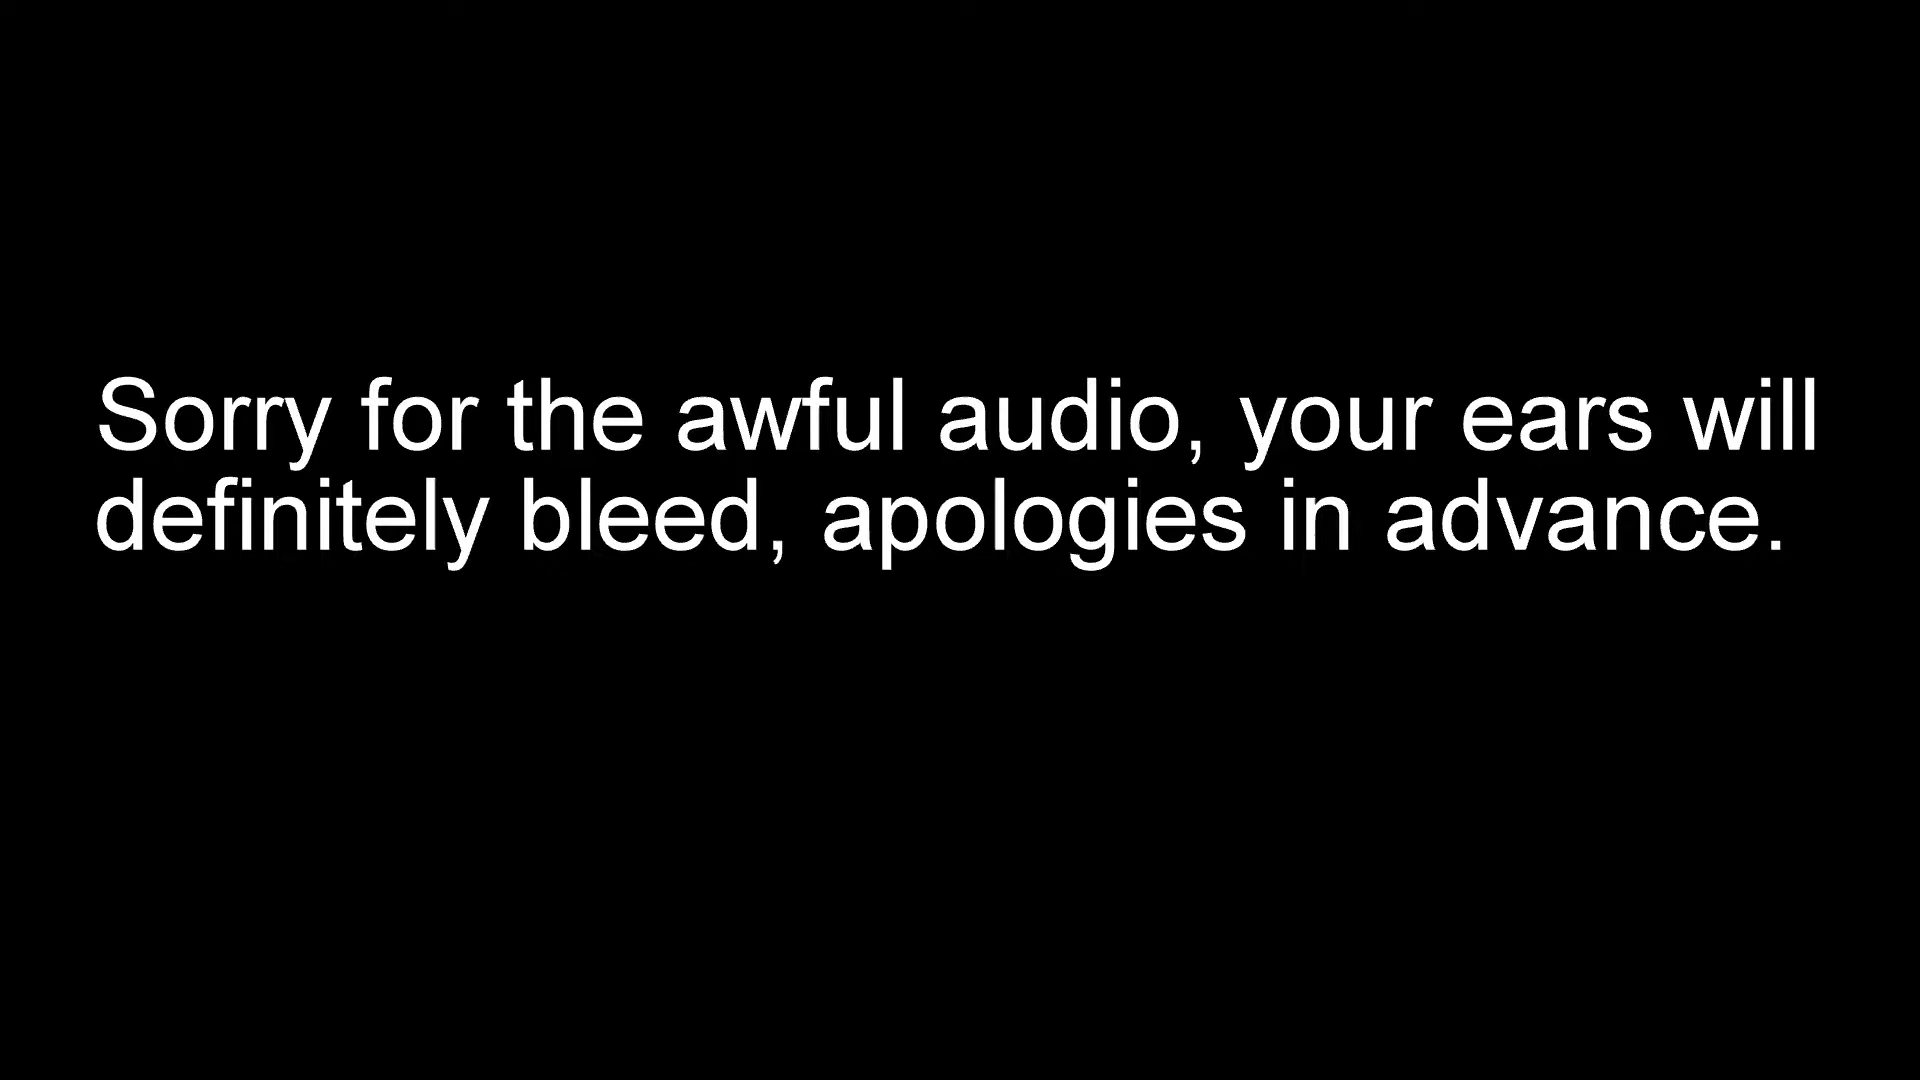 Sorry for the awful audio, your ears will
definitely bleed, apologies in advance.